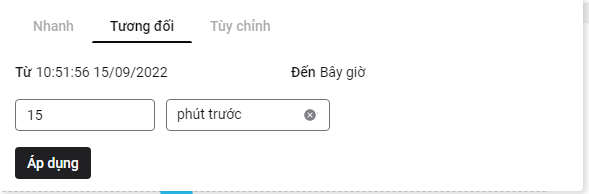 Nhanh Tương đối Tùy chỉnh
Từ 10:51:56 15/09/2022 Đến Bây giờ
15 phút trước
Áp dụng